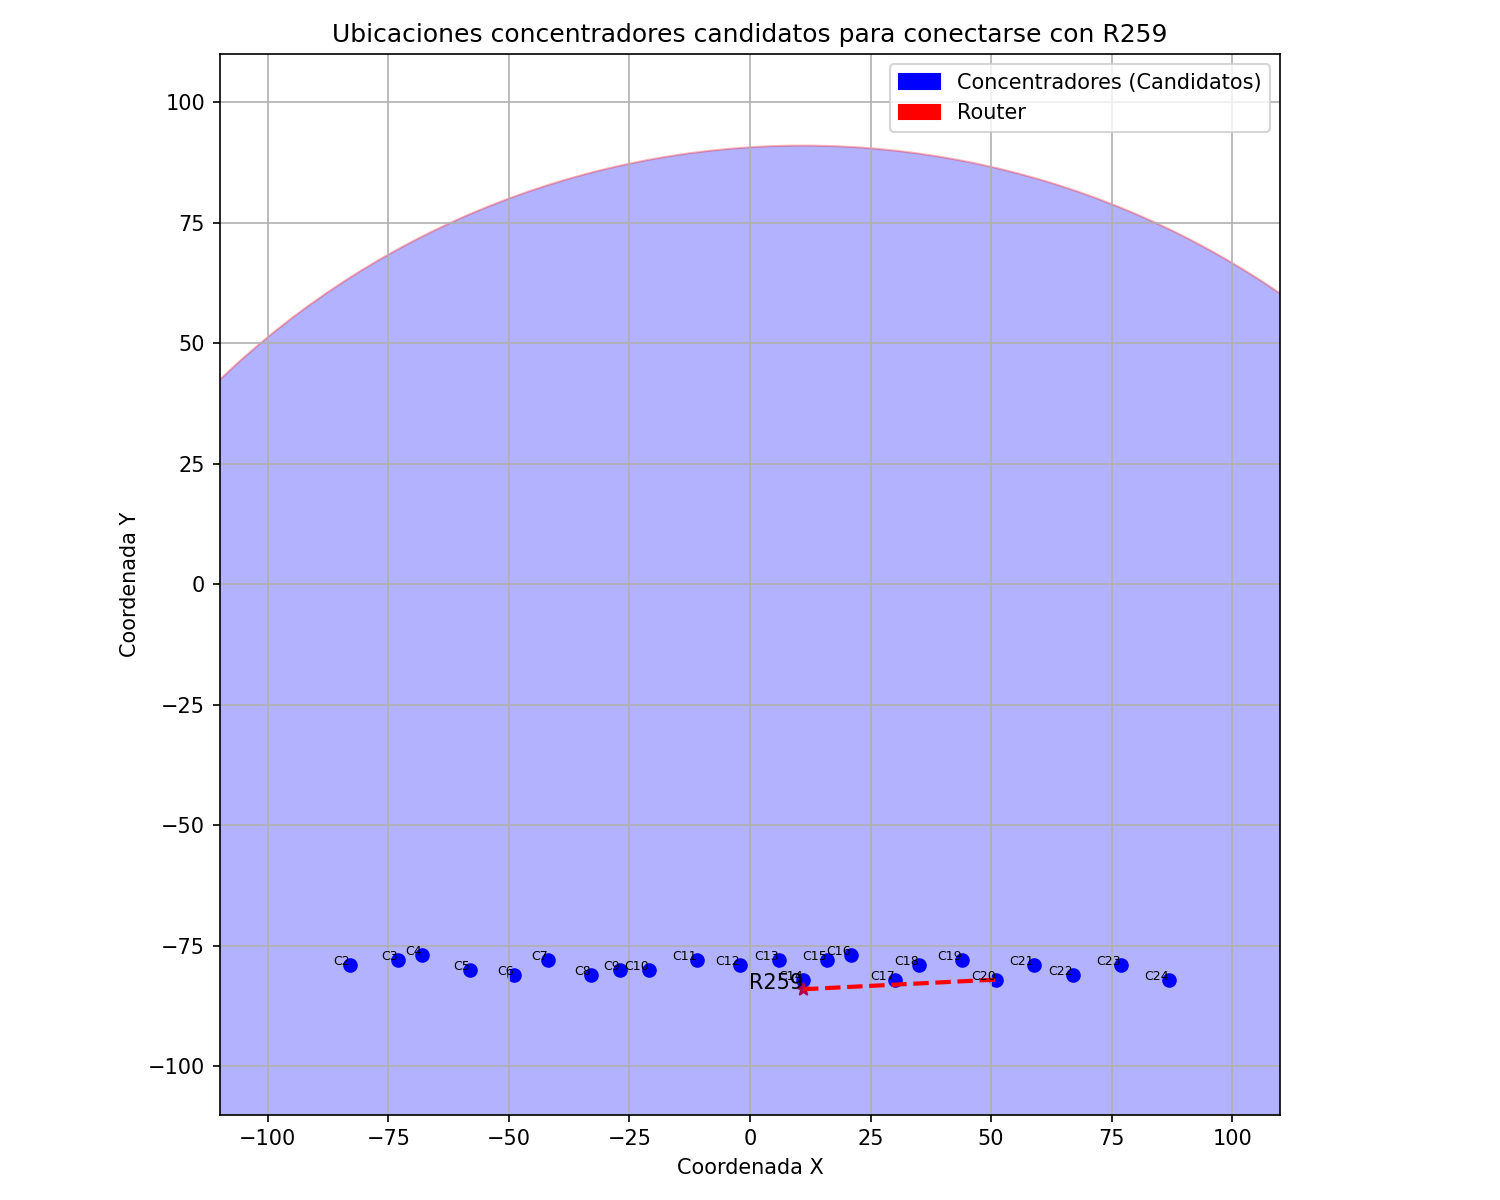 Ubicaciones concentradores candidatos para conectarse con R259
Concentradores (Candidatos)
Router
100
75
50
25
0
−25
−50
−75
−100
Coordenada Y
C2
C3
C4
C5
C6
C7
C8
C9
C10
C11
C12
C13
C14
C15
C16
C17
C18
C19
C20
C21
C22
C23
C24
R259
−100
−75
−50
−25
0
25
50
75
100
Coordenada X